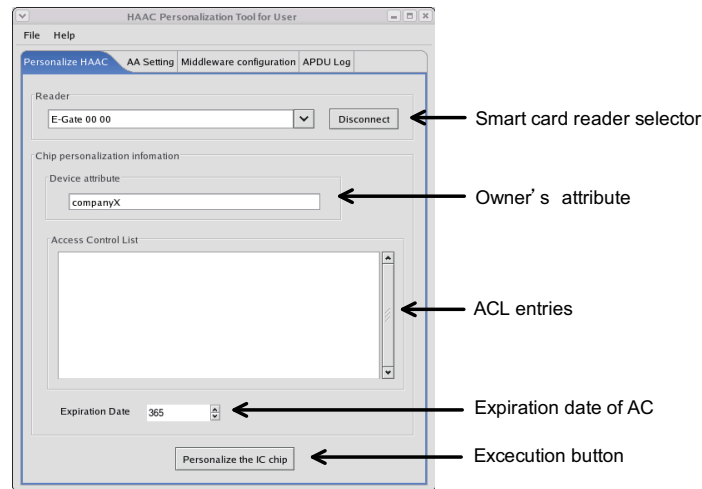 HAAC Personalization Tool for User
File Help
Personalize HAAC AA Setting Middleware configuration APDU Log
Reader
E-Gate 00 00 Disconnect
Smart card reader selector
Chip personalization infomation
Device attribute
companyX
Owner's attribute
Access Control List
ACL entries
Expiration Date 365
Expiration date of AC
Personalize the IC chip
Excecution button